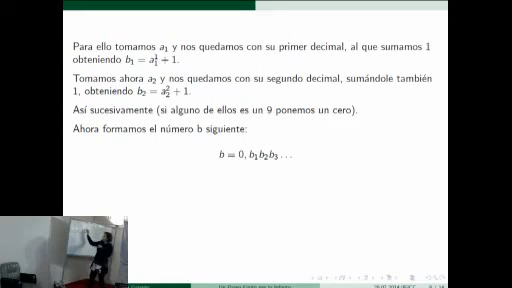 Para ello tomamos a₁ y nos quedamos con su primer decimal, al que sumamos 1
obteniendo b₁ = a₁¹ + 1.
Tomamos ahora a₂ y nos quedamos con su segundo decimal, sumándole también
1, obteniendo b₂ = a₂² + 1.
Así sucesivamente (si alguno de ellos es un 9 ponemos un cero).
Ahora formamos el número b siguiente:
b = 0, b₁b₂b₃ . . .